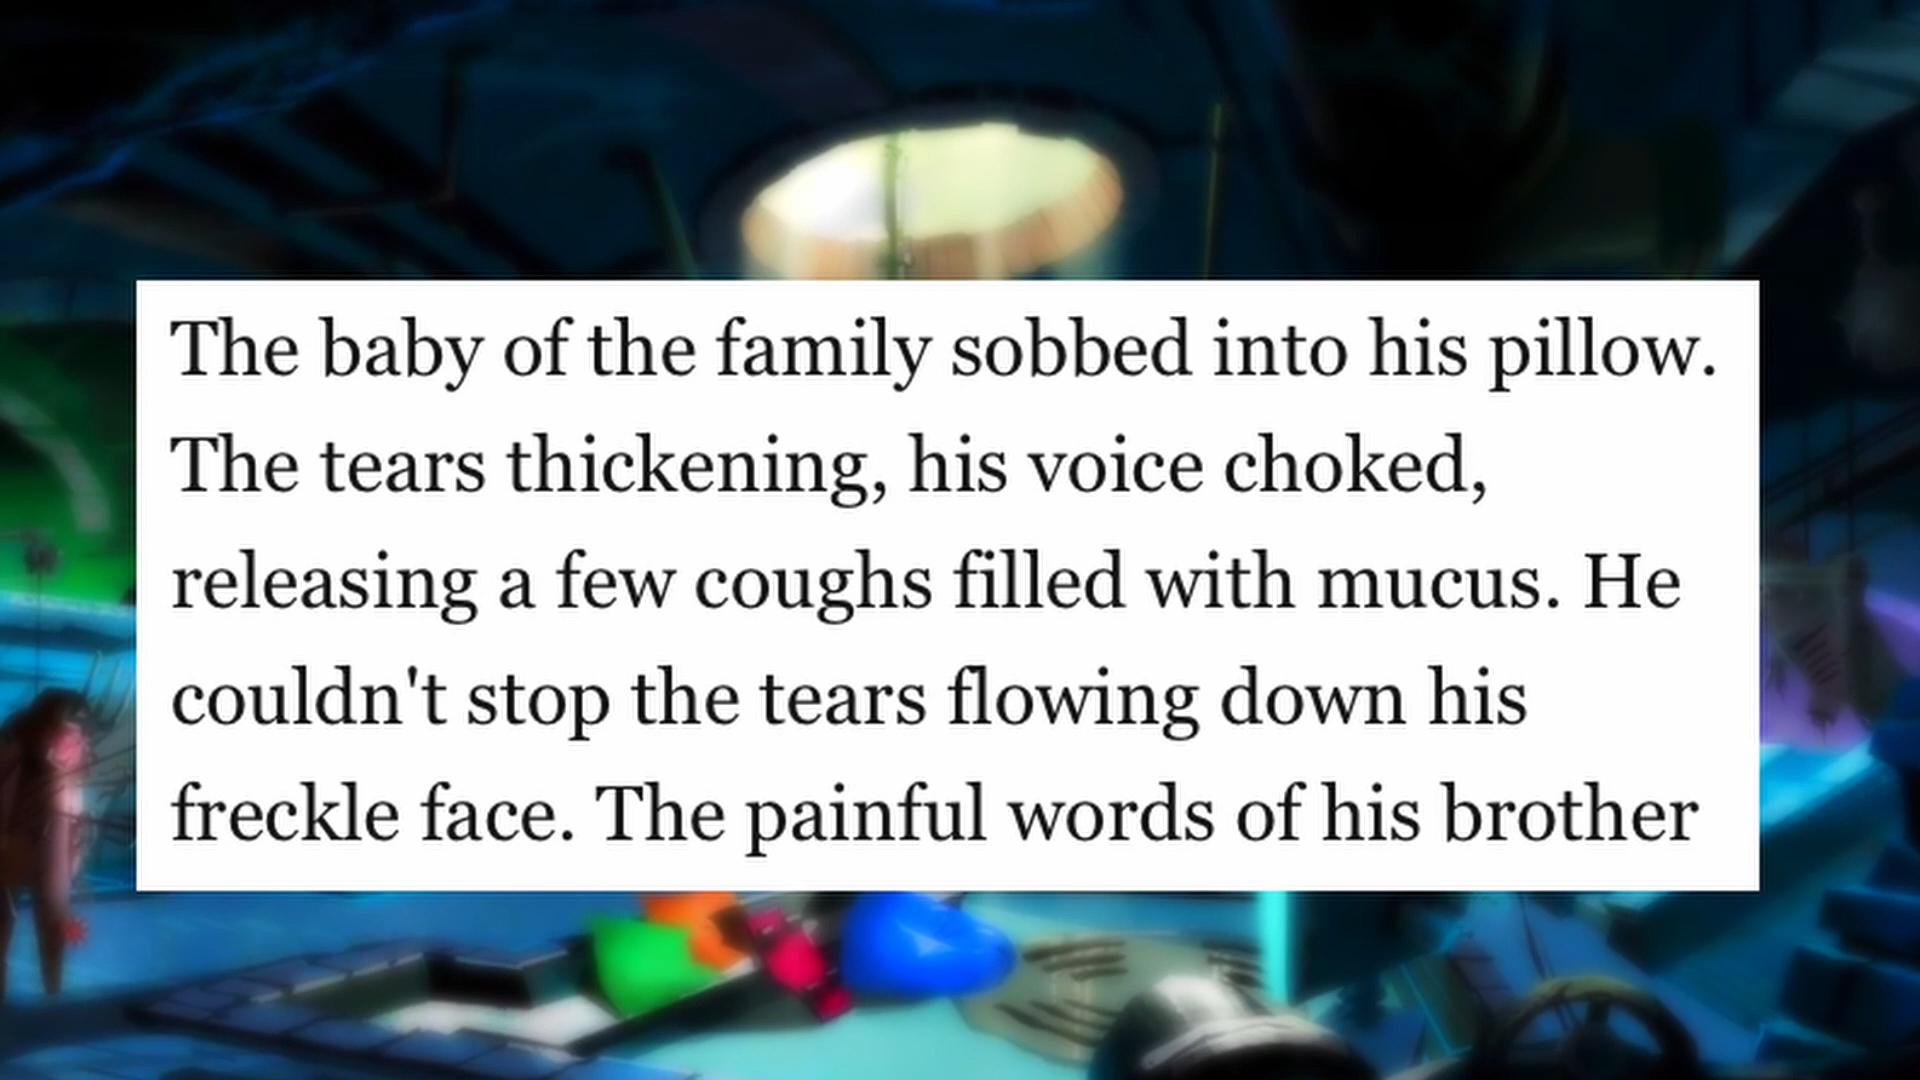 The baby of the family sobbed into his pillow.
The tears thickening, his voice choked,
releasing a few coughs filled with mucus. He
couldn't stop the tears flowing down his
freckle face. The painful words of his brother